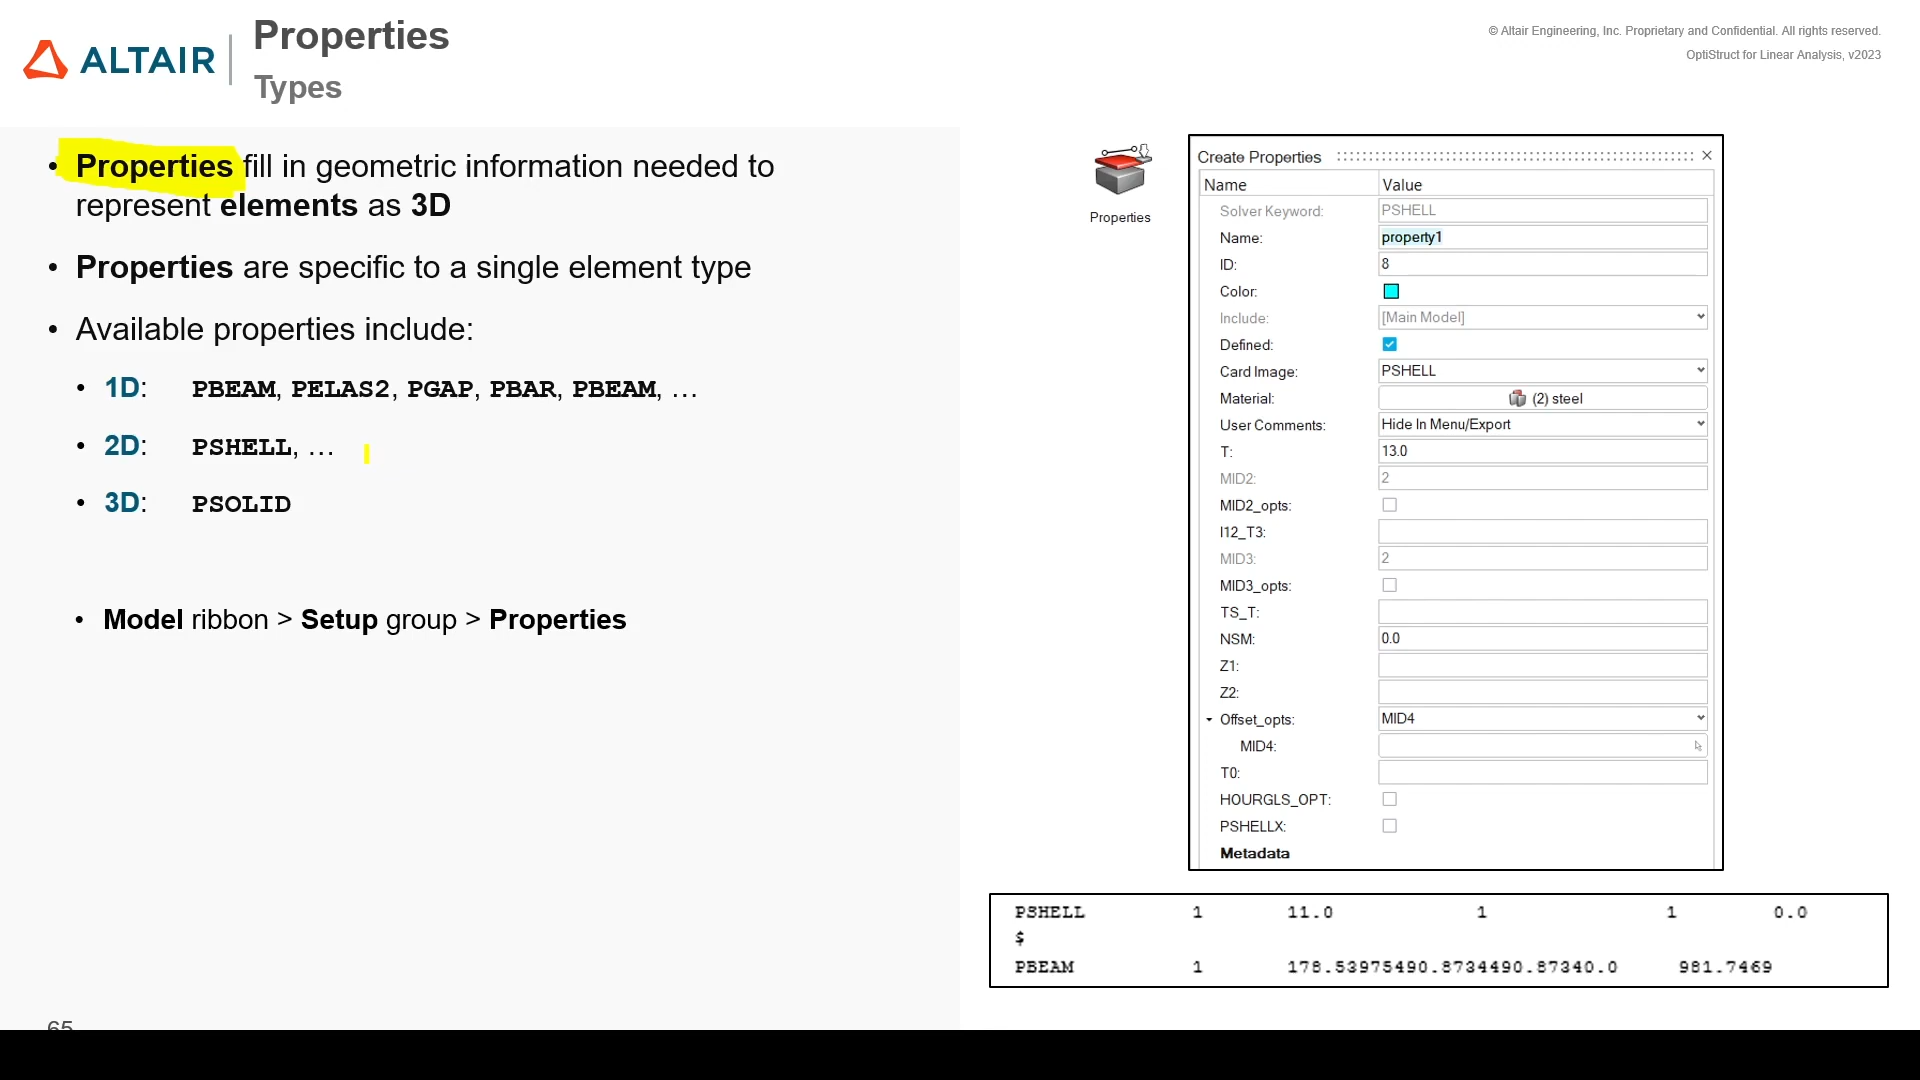 ALTAIR
Properties
Types
© Altair Engineering, Inc. Proprietary and Confidential. All rights reserved.
OptiStruct for Linear Analysis, v2023
• Properties fill in geometric information needed to
represent elements as 3D
• Properties are specific to a single element type
• Available properties include:
• 1D: PBEAM, PELAS2, PGAP, PBAR, PBEAM, …
• 2D: PSHELL, …
• 3D: PSOLID
• Model ribbon > Setup group > Properties
Properties
Create Properties
Name Value
Solver Keyword: PSHELL
Name: property1
ID: 8
Color:
Include: [Main Model]
Defined:
Card Image: PSHELL
Material: (2) steel
User Comments: Hide In Menu/Export
T: 13.0
MID2: 2
MID2_opts:
I12_T3:
MID3: 2
MID3_opts:
TS_T:
NSM: 0.0
Z1:
Z2:
Offset_opts: MID4
MID4:
T0:
HOURGLS_OPT:
PSHELLX:
Metadata
PSHELL 1 11.0 1 1 0.0
$
PBEAM 1 178.53975490.8734490.87340.0 981.7469
65